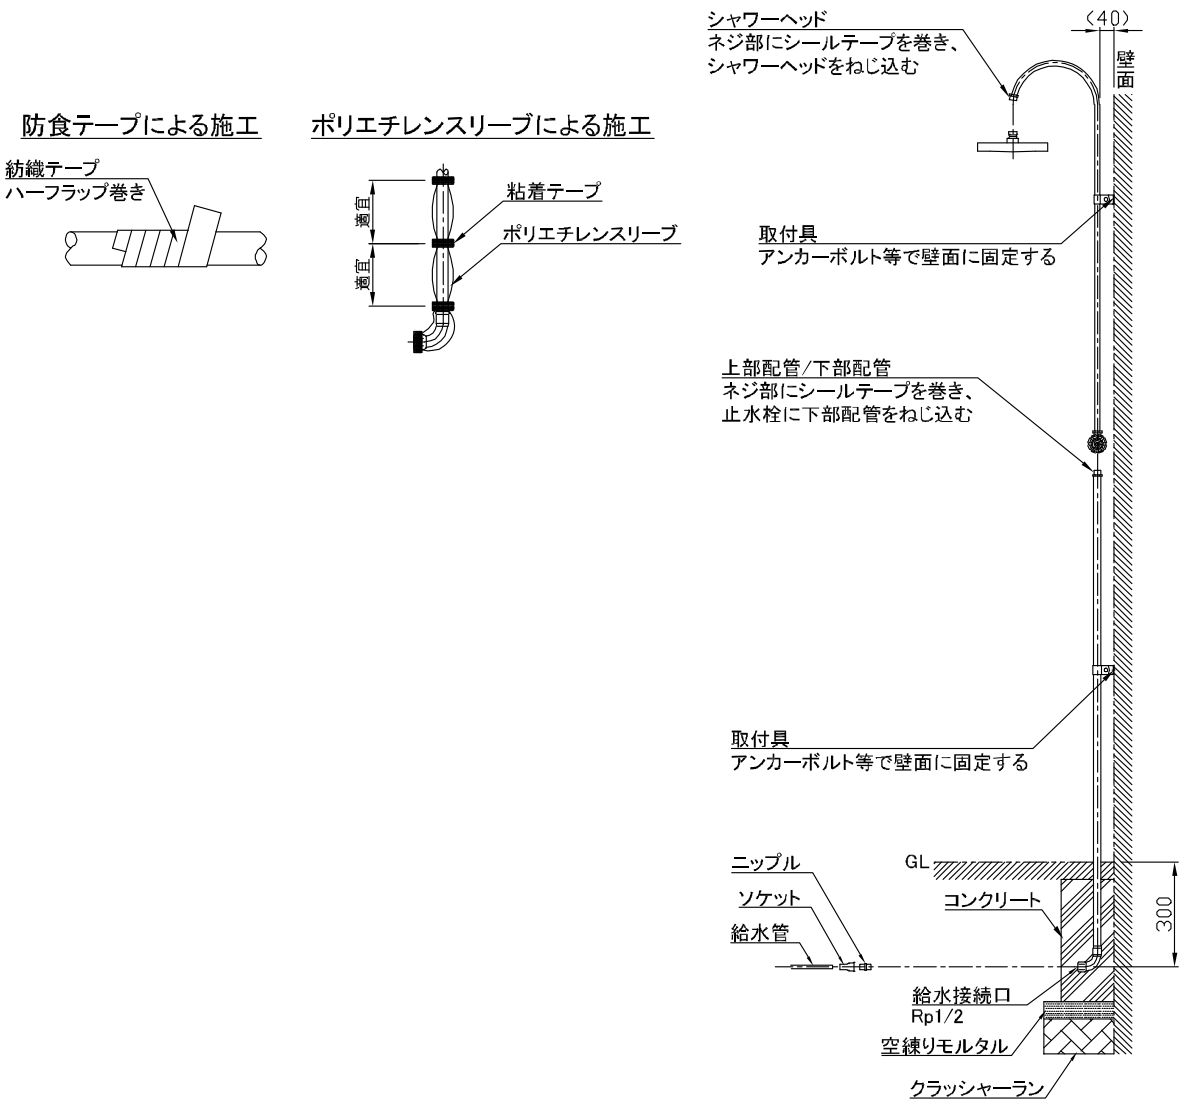 防食テープによる施工
紡織テープ
ハーフラップ巻き
ポリエチレンスリーブによる施工
適宜
適宜
粘着テープ
ポリエチレンスリーブ
シャワーヘッド
ネジ部にシールテープを巻き、
シャワーヘッドをねじ込む
(40)
壁面
取付具
アンカーボルト等で壁面に固定する
上部配管/下部配管
ネジ部にシールテープを巻き、
止水栓に下部配管をねじ込む
取付具
アンカーボルト等で壁面に固定する
GL
ニップル
ソケット
給水管
コンクリート
300
給水接続口
Rp1/2
空練りモルタル
クラッシャーラン